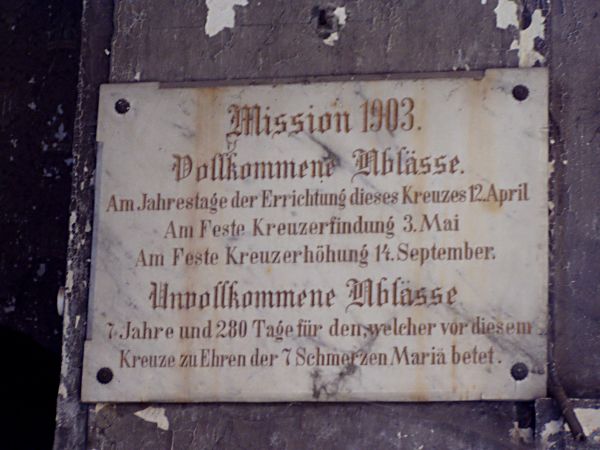 Mission 1903.
Vollkommene Ablässe.
Am Jahrestage der Errichtung dieses Kreuzes 12. April
Am Feste Kreuzerfindung 3. Mai
Am Feste Kreuzerhöhung 14. September.
Unvollkommene Ablässe
7 Jahre und 280 Tage für den, welcher vor diesem
Kreuze zu Ehren der 7 Schmerzen Mariä betet.